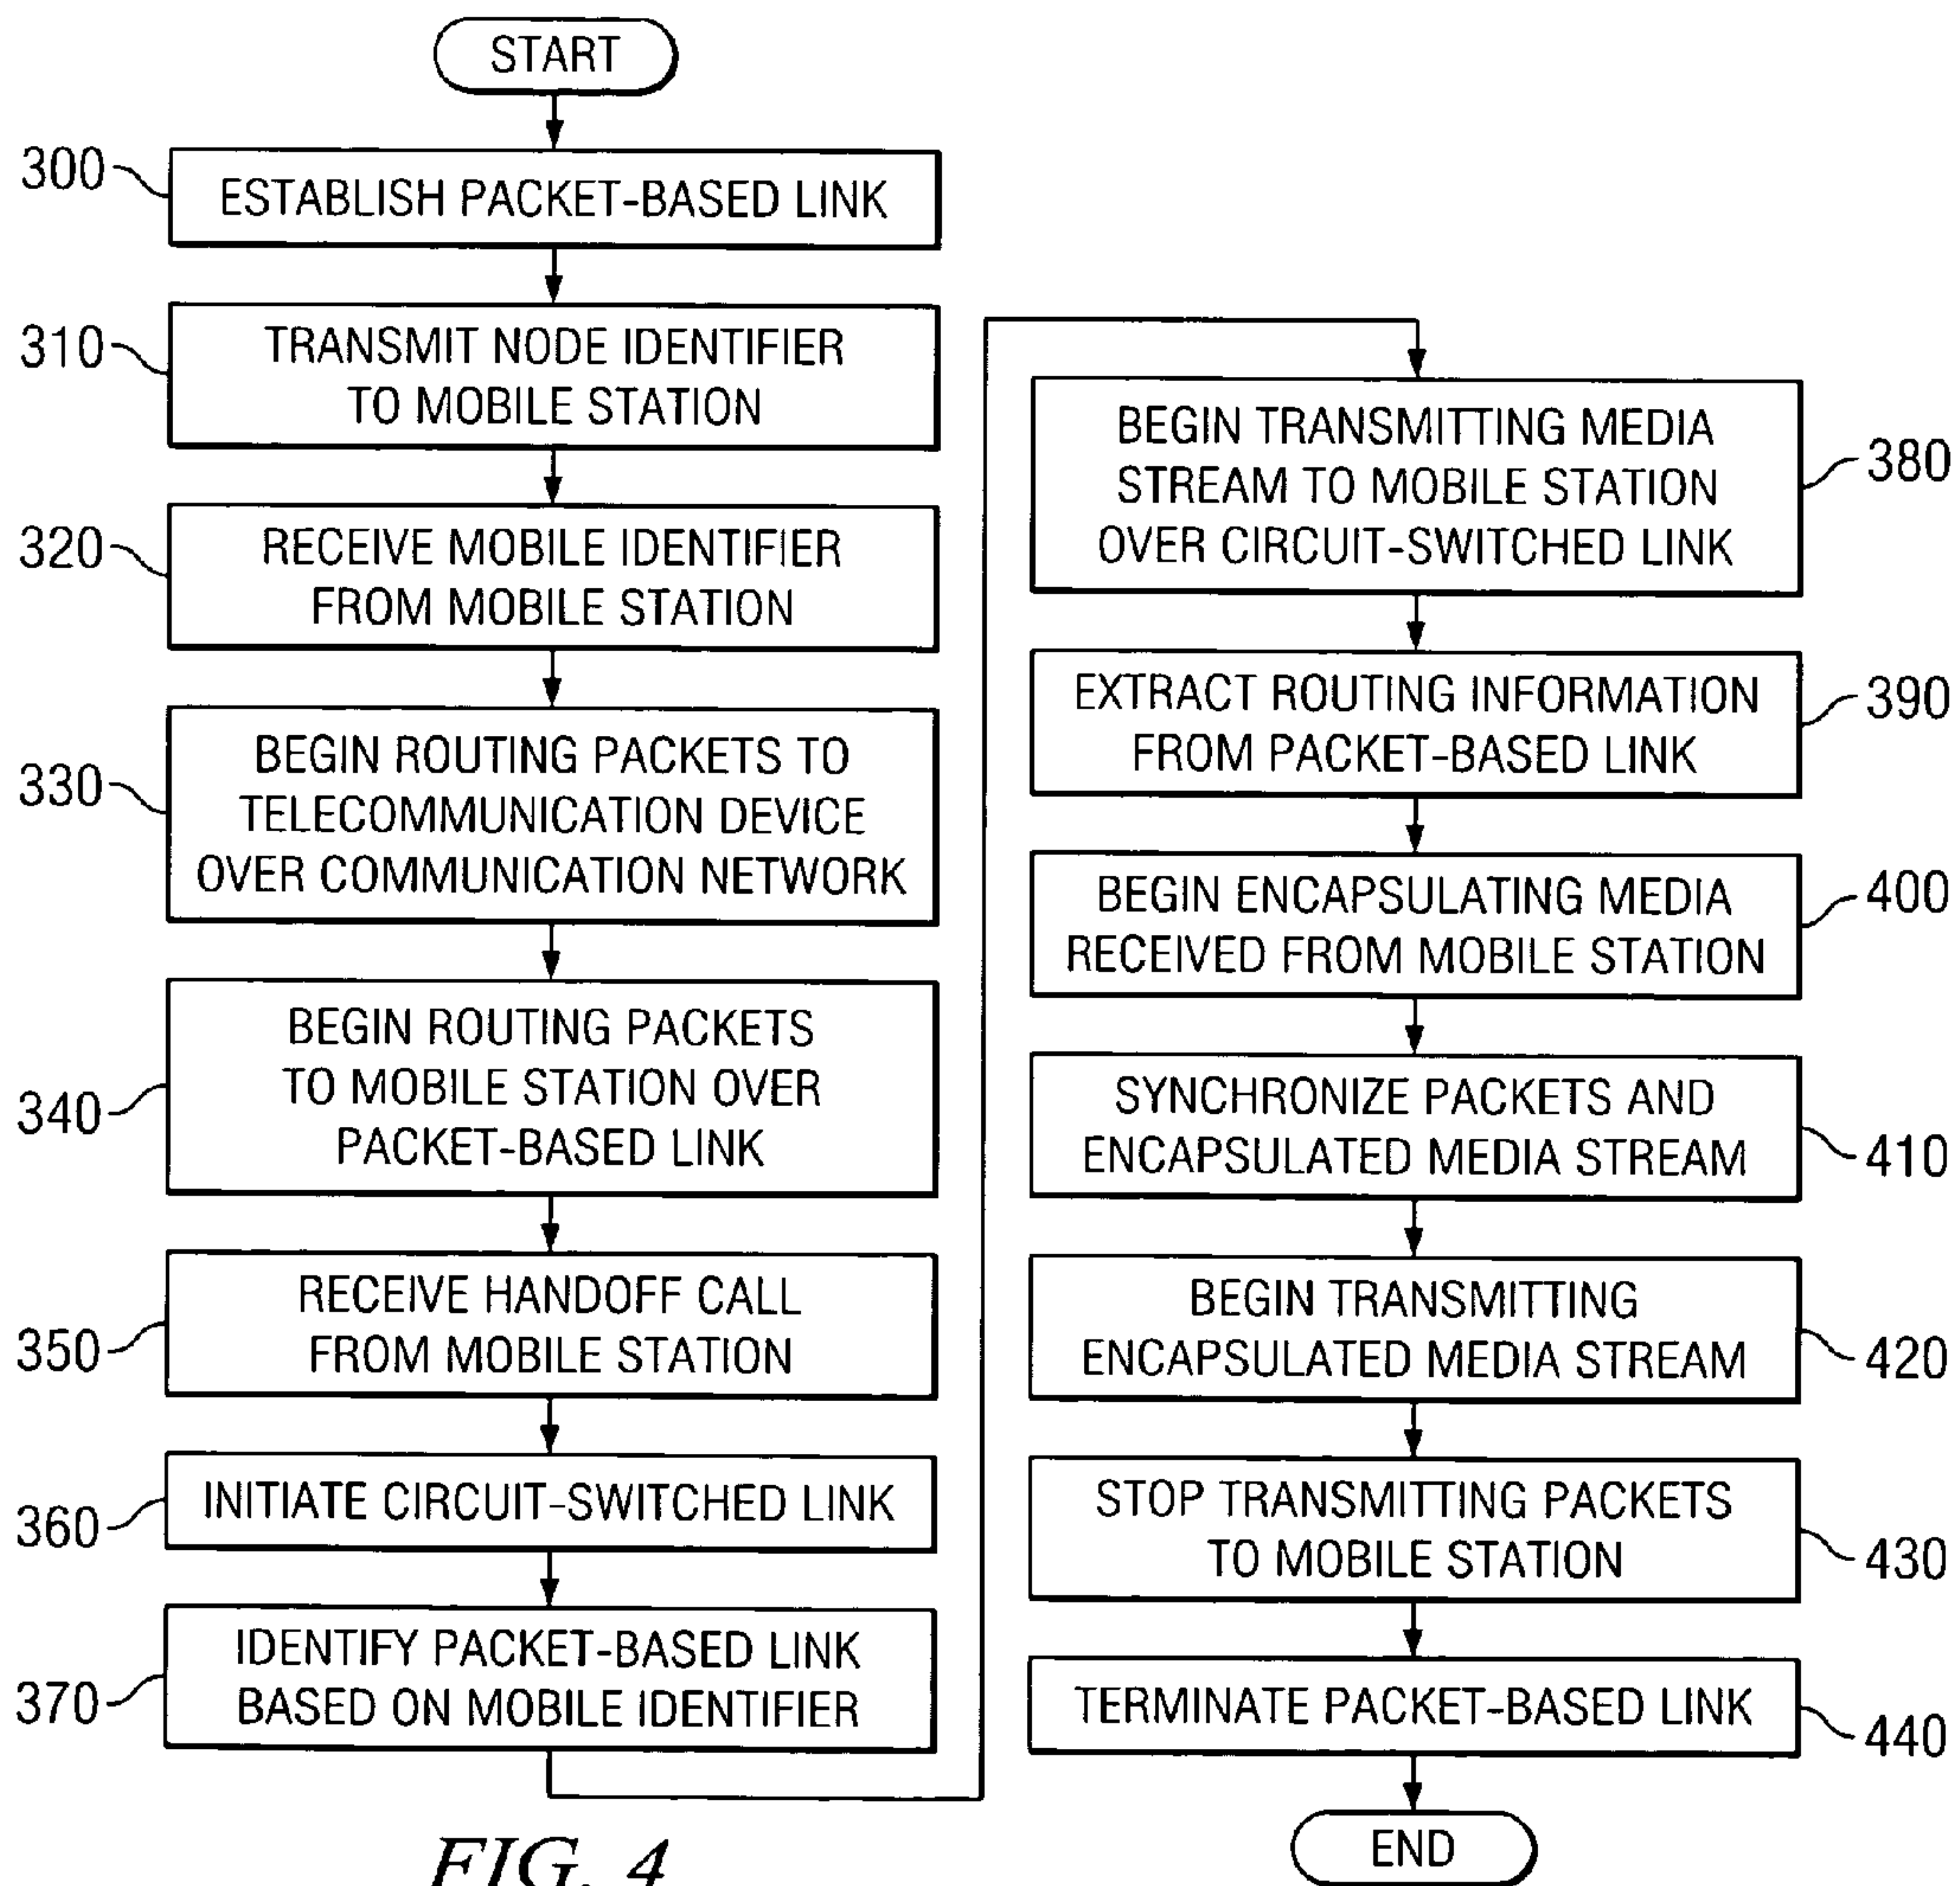 START
300
ESTABLISH PACKET-BASED LINK
310
TRANSMIT NODE IDENTIFIER
TO MOBILE STATION
320
RECEIVE MOBILE IDENTIFIER
FROM MOBILE STATION
330
BEGIN ROUTING PACKETS TO
TELECOMMUNICATION DEVICE
OVER COMMUNICATION NETWORK
340
BEGIN ROUTING PACKETS
TO MOBILE STATION OVER
PACKET-BASED LINK
350
RECEIVE HANDOFF CALL
FROM MOBILE STATION
360
INITIATE CIRCUIT-SWITCHED LINK
370
IDENTIFY PACKET-BASED LINK
BASED ON MOBILE IDENTIFIER
BEGIN TRANSMITTING MEDIA
STREAM TO MOBILE STATION
OVER CIRCUIT-SWITCHED LINK
380
EXTRACT ROUTING INFORMATION
FROM PACKET-BASED LINK
390
BEGIN ENCAPSULATING MEDIA
RECEIVED FROM MOBILE STATION
400
SYNCHRONIZE PACKETS AND
ENCAPSULATED MEDIA STREAM
410
BEGIN TRANSMITTING
ENCAPSULATED MEDIA STREAM
420
STOP TRANSMITTING PACKETS
TO MOBILE STATION
430
TERMINATE PACKET-BASED LINK
440
END
FIG. 4